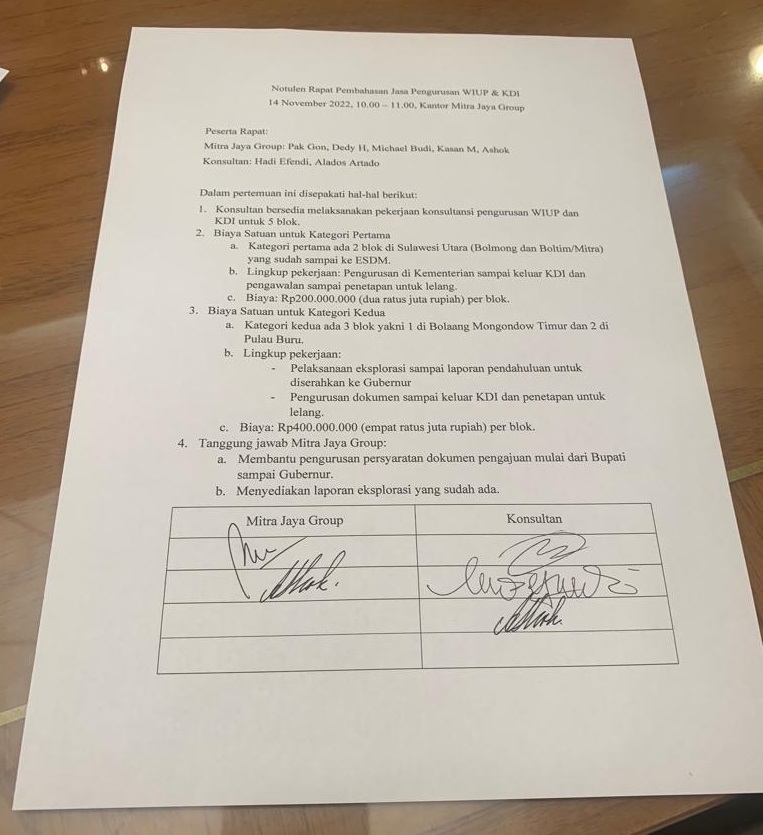 Notulen Rapat Pembahasan Jasa Pengurusan WIUP & KDI
14 November 2022, 10.00 – 11.00, Kantor Mitra Jaya Group
Peserta Rapat:
Mitra Jaya Group: Pak Gon, Dedy H, Michael Budi, Kasan M, Ashok
Konsultan: Hadi Efendi, Alados Artado
Dalam pertemuan ini disepakati hal-hal berikut:
1. Konsultan bersedia melaksanakan pekerjaan konsultansi pengurusan WIUP dan
KDI untuk 5 blok.
2. Biaya Satuan untuk Kategori Pertama
a. Kategori pertama ada 2 blok di Sulawesi Utara (Bolmong dan Boltim/Mitra)
yang sudah sampai ke ESDM.
b. Lingkup pekerjaan: Pengurusan di Kementerian sampai keluar KDI dan
pengawalan sampai penetapan untuk lelang.
c. Biaya: Rp200.000.000 (dua ratus juta rupiah) per blok.
3. Biaya Satuan untuk Kategori Kedua
a. Kategori kedua ada 3 blok yakni 1 di Bolaang Mongondow Timur dan 2 di
Pulau Buru.
b. Lingkup pekerjaan:
- Pelaksanaan eksplorasi sampai laporan pendahuluan untuk
diserahkan ke Gubernur
- Pengurusan dokumen sampai keluar KDI dan penetapan untuk
lelang.
c. Biaya: Rp400.000.000 (empat ratus juta rupiah) per blok.
4. Tanggung jawab Mitra Jaya Group:
a. Membantu pengurusan persyaratan dokumen pengajuan mulai dari Bupati
sampai Gubernur.
b. Menyediakan laporan eksplorasi yang sudah ada.
Mitra Jaya Group Konsultan